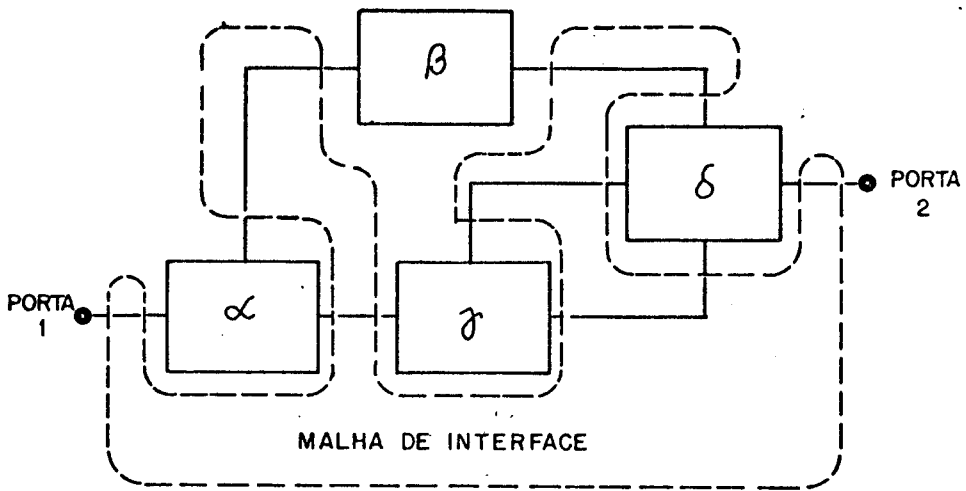 β
δ
PORTA
2
PORTA
1
α
γ
MALHA DE INTERFACE